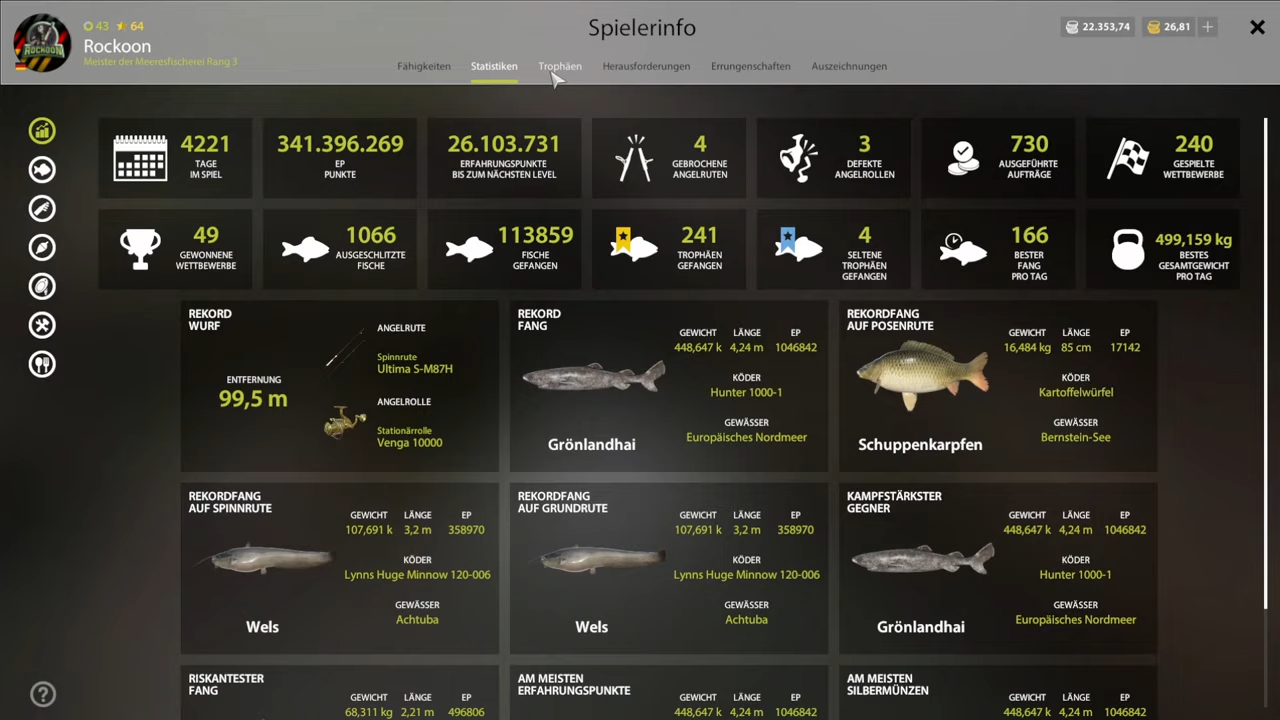 43 64
Rockoon
Meister der Meeresfischerei Rang 3
Spielerinfo
22.353,74
26,81
Fähigkeiten
Statistiken
Trophäen
Herausforderungen
Errungenschaften
Auszeichnungen
4221
TAGE
IM SPIEL
341.396.269
EP
PUNKTE
26.103.731
ERFAHRUNGSPUNKTE
BIS ZUM NÄCHSTEN LEVEL
4
GEBROCHENE
ANGELRUTEN
3
DEFEKTE
ANGELROLLEN
730
AUSGEFÜHRTE
AUFTRÄGE
240
GESPIELTE
WETTBEWERBE
49
GEWONNENE
WETTBEWERBE
1066
AUSGESCHLITZTE
FISCHE
113859
FISCHE
GEFANGEN
241
TROPHÄEN
GEFANGEN
4
SELTENE
TROPHÄEN
GEFANGEN
166
BESTER
FANG
PRO TAG
499,159 kg
BESTES
GESAMTGEWICHT
PRO TAG
REKORD
WURF
ENTFERNUNG
99,5 m
ANGELRUTE
Spinnrute
Ultima S-M87H
ANGELROLLE
Stationärrolle
Venga 10000
REKORD
FANG
GEWICHT LÄNGE EP
448,647 k 4,24 m 1046842
KÖDER
Hunter 1000-1
GEWÄSSER
Europäisches Nordmeer
Grönlandhai
REKORDFANG
AUF POSENRUTE
GEWICHT LÄNGE EP
16,484 kg 85 cm 17142
KÖDER
Kartoffelwürfel
GEWÄSSER
Bernstein-See
Schuppenkarpfen
REKORDFANG
AUF SPINNRUTE
GEWICHT LÄNGE EP
107,691 k 3,2 m 358970
KÖDER
Lynns Huge Minnow 120-006
GEWÄSSER
Achtuba
Wels
REKORDFANG
AUF GRUNDRUTE
GEWICHT LÄNGE EP
107,691 k 3,2 m 358970
KÖDER
Lynns Huge Minnow 120-006
GEWÄSSER
Achtuba
Wels
KAMPFSTÄRKSTER
GEGNER
GEWICHT LÄNGE EP
448,647 k 4,24 m 1046842
KÖDER
Hunter 1000-1
GEWÄSSER
Europäisches Nordmeer
Grönlandhai
RISKANTESTER
FANG
GEWICHT LÄNGE EP
68,311 kg 2,21 m 496806
AM MEISTEN
ERFAHRUNGSPUNKTE
GEWICHT LÄNGE EP
448,647 k 4,24 m 1046842
AM MEISTEN
SILBERMÜNZEN
GEWICHT LÄNGE EP
448,647 k 4,24 m 1046842
?